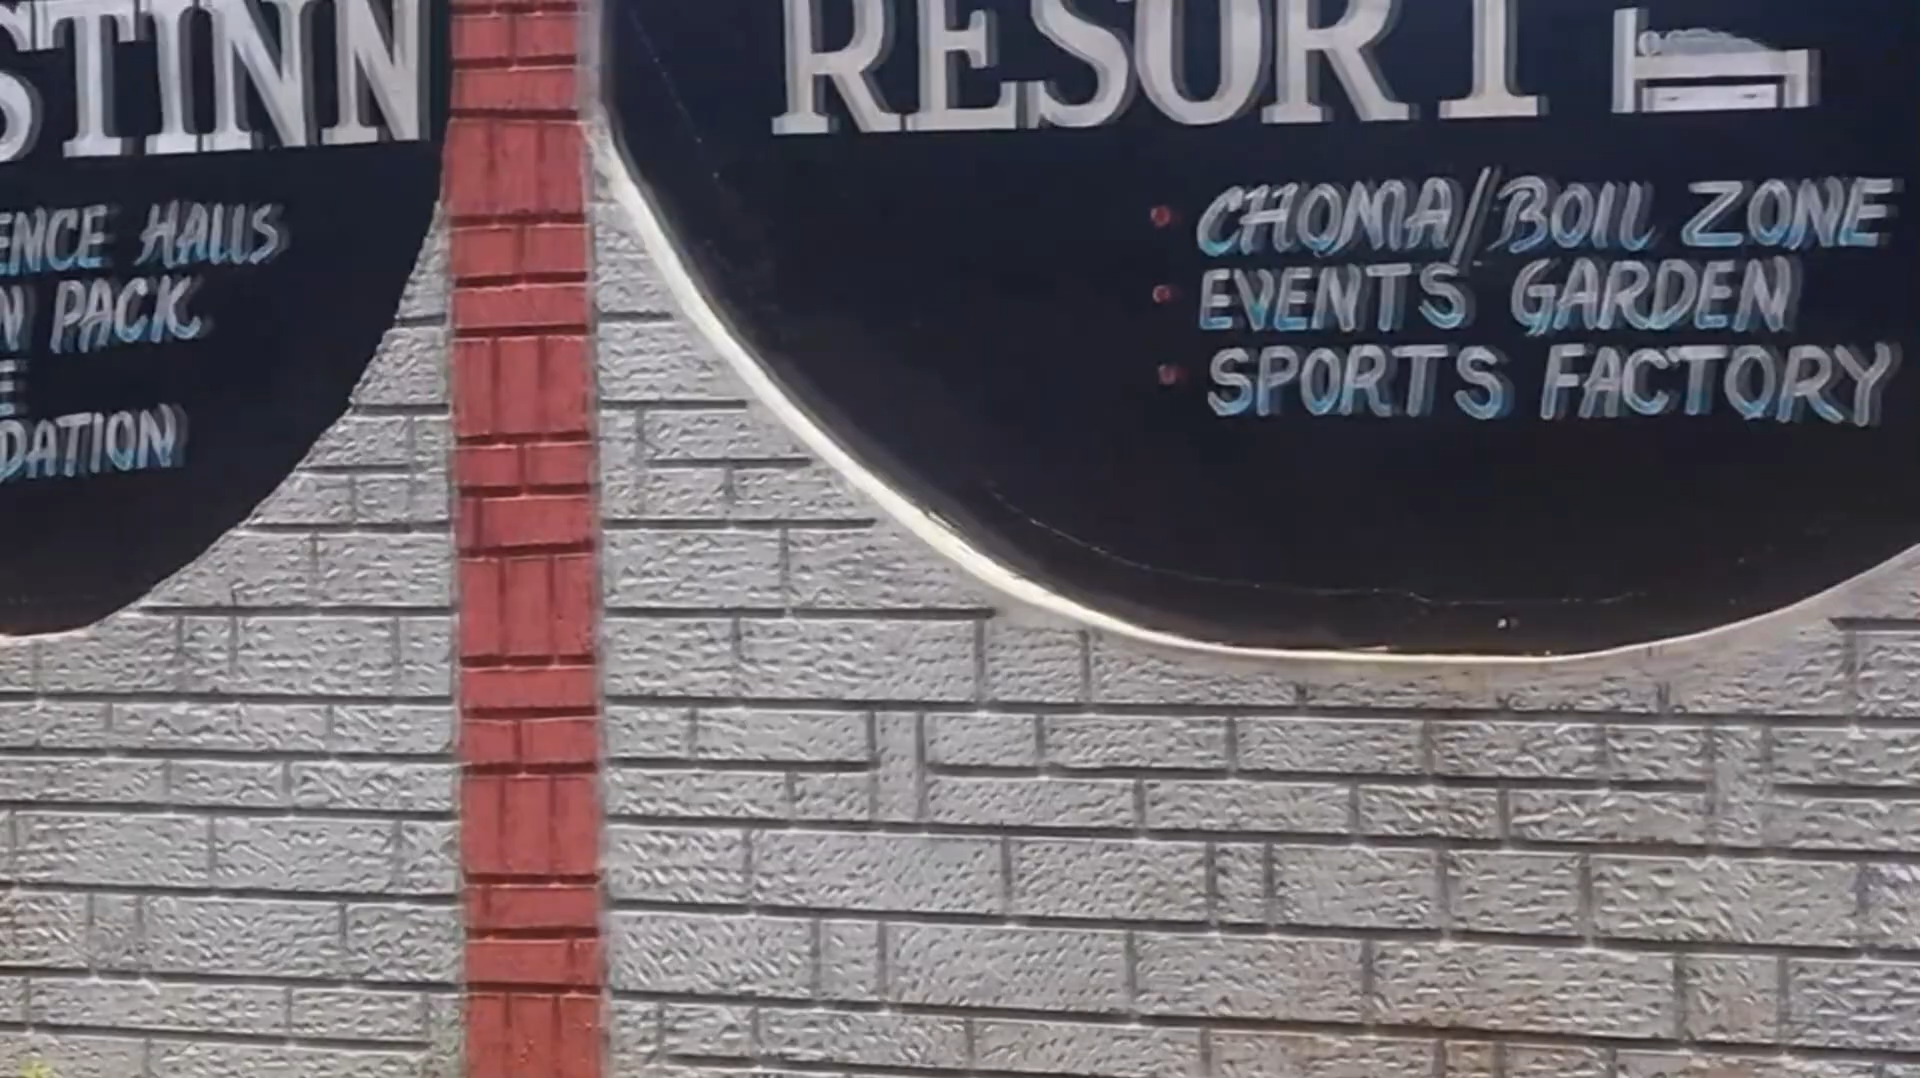 STINN
ENCE HALLS
N PACK
E
DATION
RESORT
CHOMA/BOIL ZONE
EVENTS GARDEN
SPORTS FACTORY